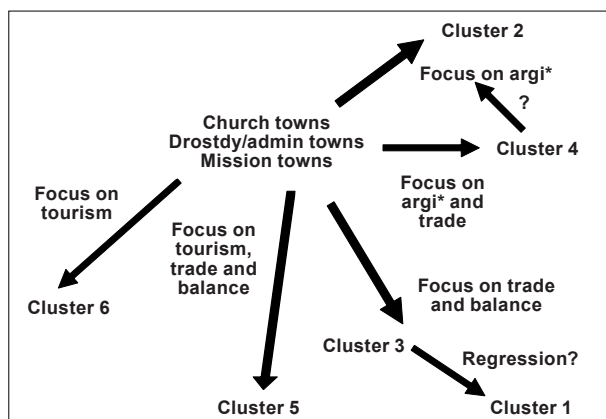 Cluster 2
Focus on argi*
?
Church towns
Drostdy/admin towns
Mission towns
Cluster 4
Focus on
tourism
Focus on
argi* and
trade
Focus on
tourism,
trade and
balance
Focus on trade
and balance
Cluster 6
Cluster 3
Regression?
Cluster 5
Cluster 1